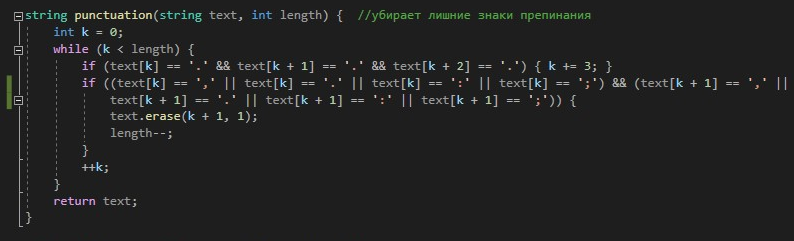 string punctuation(string text, int length) {  //убирает лишние знаки препинания
    int k = 0;
    while (k < length) {
        if (text[k] == '.' && text[k + 1] == '.' && text[k + 2] == '.') { k += 3; }
        if ((text[k] == ',' || text[k] == '.' || text[k] == ':' || text[k] == ';') && (text[k + 1] == ',' ||
            text[k + 1] == '.' || text[k + 1] == ':' || text[k + 1] == ';')) {
            text.erase(k + 1, 1);
            length--;
        }
        ++k;
    }
    return text;
}